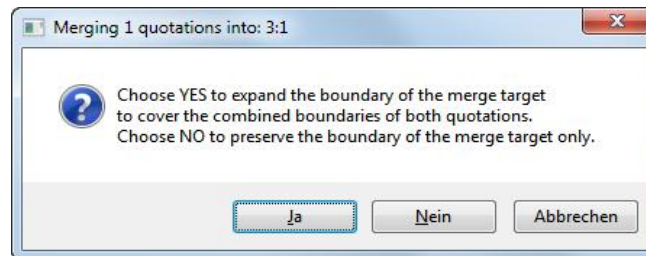 Merging 1 quotations into: 3:1
Choose YES to expand the boundary of the merge target
to cover the combined boundaries of both quotations.
Choose NO to preserve the boundary of the merge target only.
Ja
Nein
Abbrechen